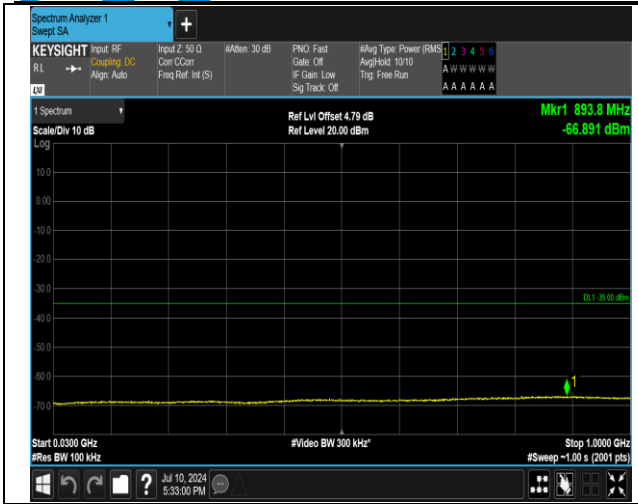 Spectrum Analyzer 1
Swept SA
+
KEYSIGHT
RL
LXI
Input: RF
Coupling: DC
Align: Auto
Input Z: 50 Ω
Corr CCorr
Freq Ref: Int (S)
#Atten: 30 dB
PNO: Fast
Gate: Off
IF Gain: Low
Sig Track: Off
#Avg Type: Power (RMS
Avg|Hold: 10/10
Trig: Free Run
1 2 3 4 5 6
A W W W W W
A A A A A A
1 Spectrum
Scale/Div 10 dB
Log
Ref Lvl Offset 4.79 dB
Ref Level 20.00 dBm
Mkr1 893.8 MHz
-66.891 dBm
10.0
0.00
-10.0
-20.0
-30.0
DL1 -35.00 dBm
-40.0
-50.0
-60.0
1
-70.0
Start 0.0300 GHz
#Res BW 100 kHz
#Video BW 300 kHz*
Stop 1.0000 GHz
#Sweep ~1.00 s (2001 pts)
?
Jul 10, 2024
5:33:00 PM